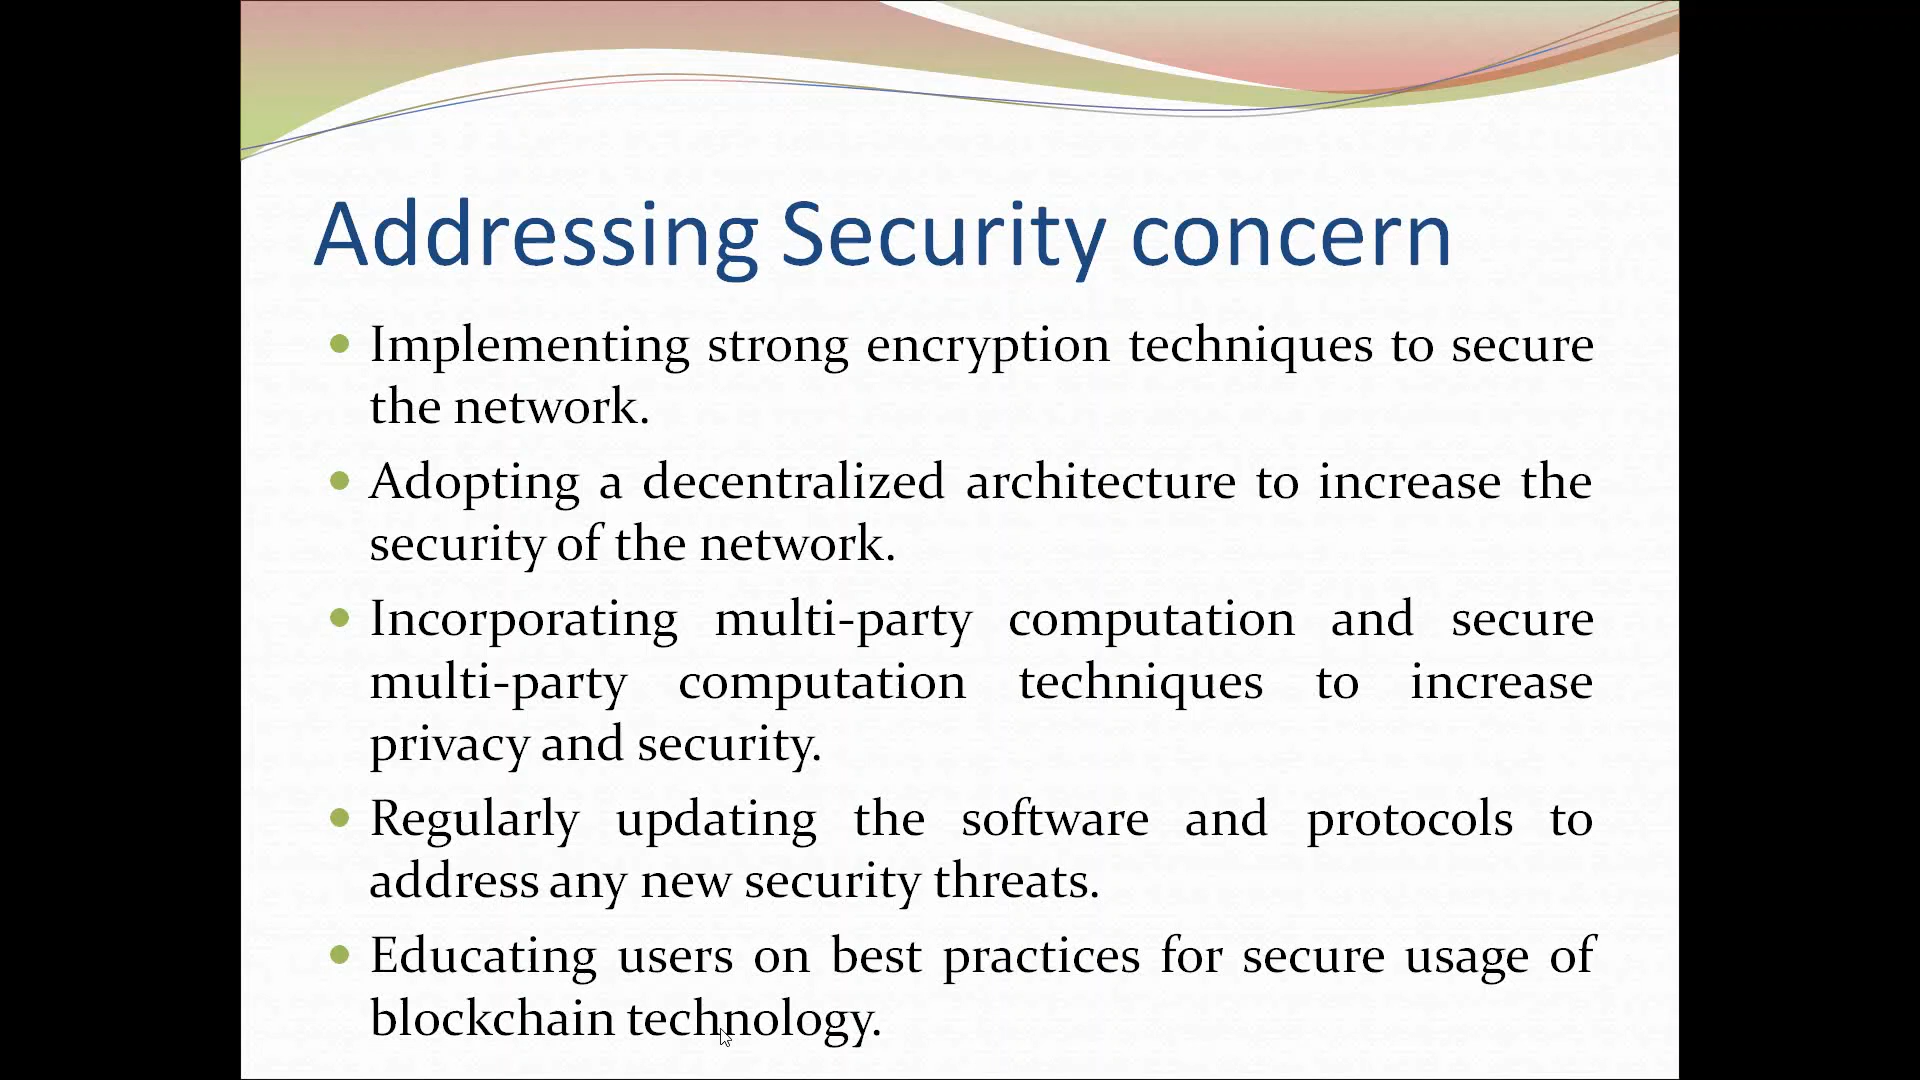 Addressing Security concern
Implementing strong encryption techniques to secure
the network.
Adopting a decentralized architecture to increase the
security of the network.
Incorporating multi-party computation and secure
multi-party computation techniques to increase
privacy and security.
Regularly updating the software and protocols to
address any new security threats.
Educating users on best practices for secure usage of
blockchain technology.